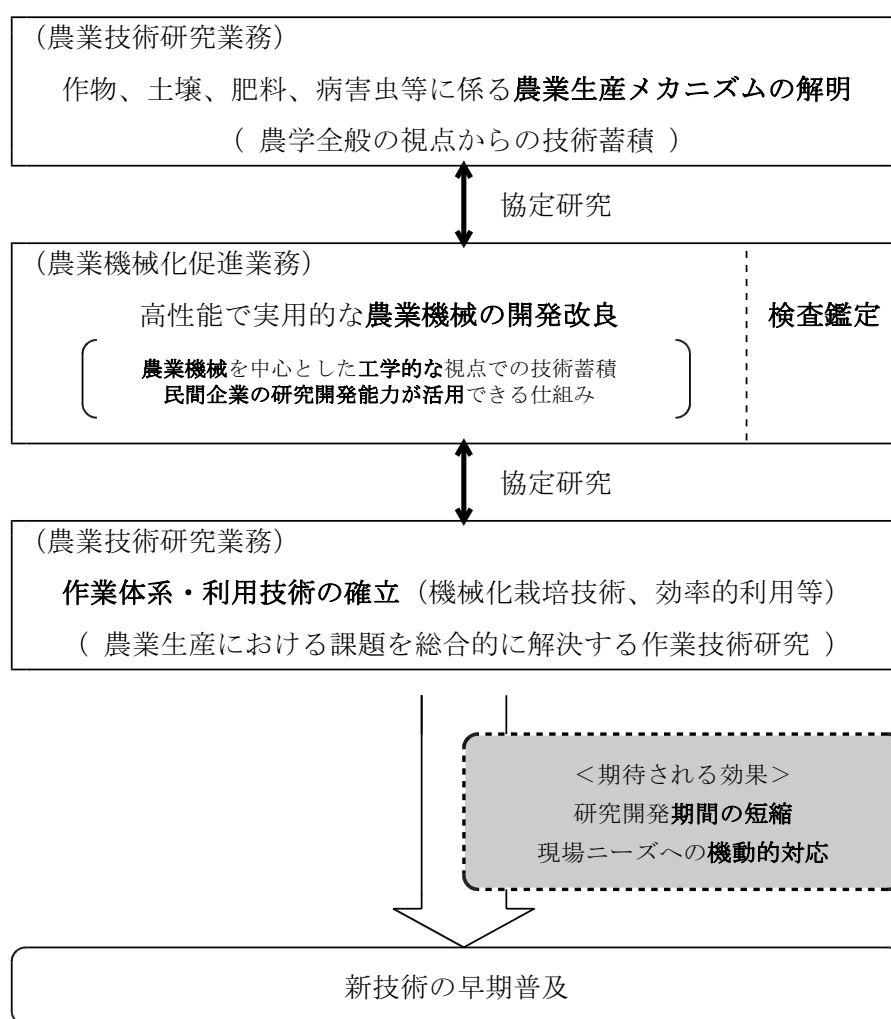 （農業技術研究業務）
作物、土壌、肥料、病害虫等に係る農業生産メカニズムの解明
（ 農学全般の視点からの技術蓄積 ）
協定研究
（農業機械化促進業務）
高性能で実用的な農業機械の開発改良
検査鑑定
農業機械を中心とした工学的な視点での技術蓄積
民間企業の研究開発能力が活用できる仕組み
協定研究
（農業技術研究業務）
作業体系・利用技術の確立（機械化栽培技術、効率的利用等）
（ 農業生産における課題を総合的に解決する作業技術研究 ）
＜期待される効果＞
研究開発期間の短縮
現場ニーズへの機動的対応
新技術の早期普及